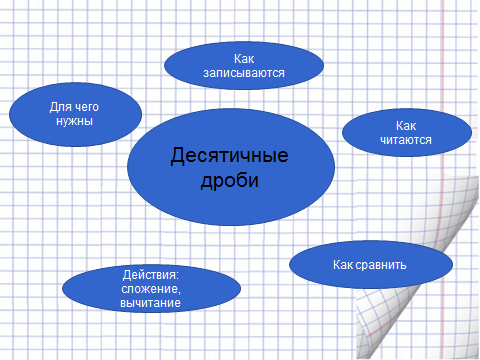 Как
записываются
Для чего
нужны
Как
читаются
Десятичные
дроби
Как сравнить
Действия:
сложение,
вычитание